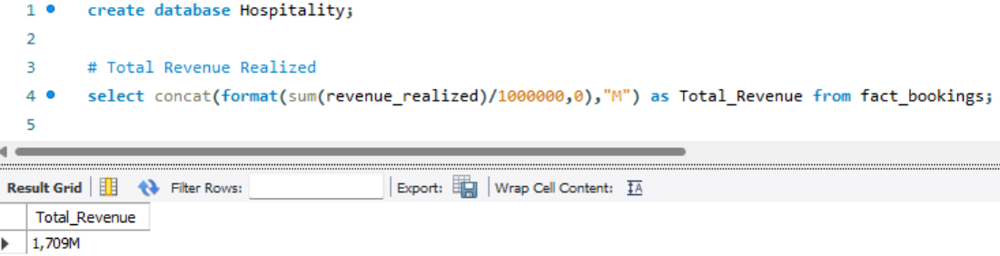 1 create database Hospitality;
2
3 # Total Revenue Realized
4 select concat(format(sum(revenue_realized)/1000000,0),"M") as Total_Revenue from fact_bookings;
5
Result Grid Filter Rows: Export: Wrap Cell Content: IA
Total_Revenue
1,709M